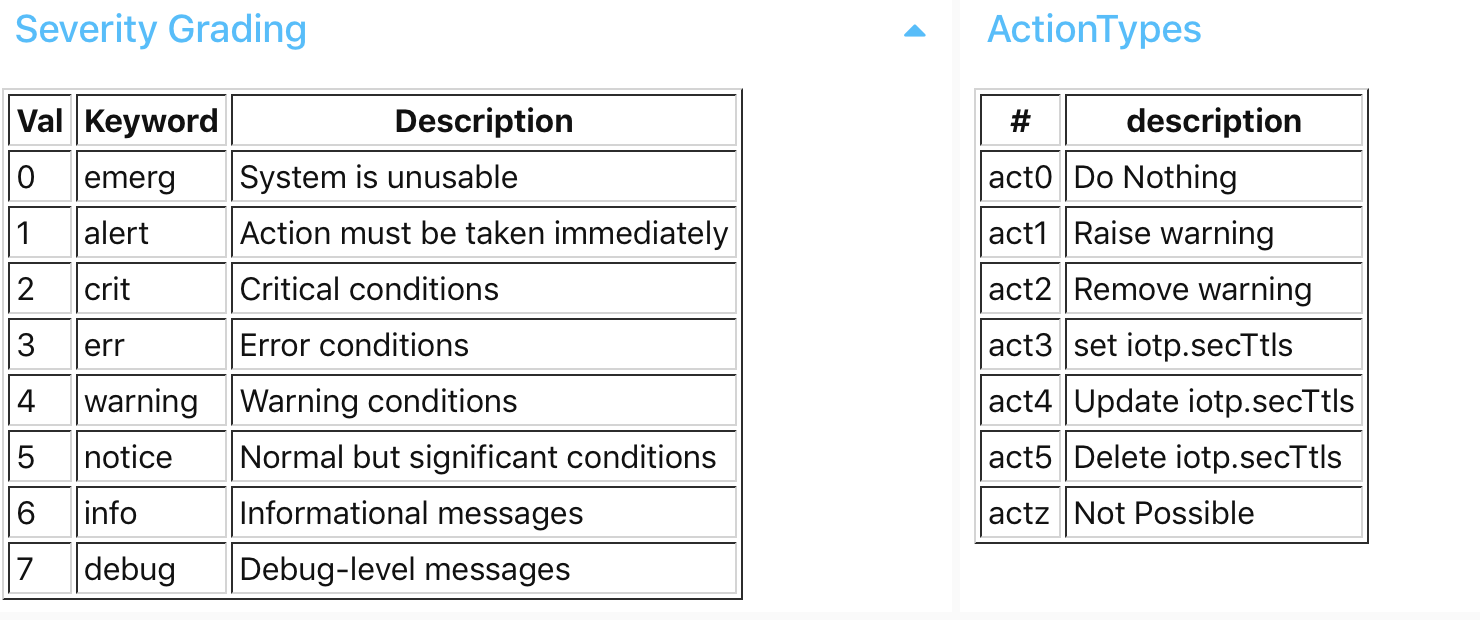 Severity Grading
Val Keyword Description
0 emerg System is unusable
1 alert Action must be taken immediately
2 crit Critical conditions
3 err Error conditions
4 warning Warning conditions
5 notice Normal but significant conditions
6 info Informational messages
7 debug Debug-level messages
ActionTypes
# description
act0 Do Nothing
act1 Raise warning
act2 Remove warning
act3 set iotp.secTtls
act4 Update iotp.secTtls
act5 Delete iotp.secTtls
actz Not Possible